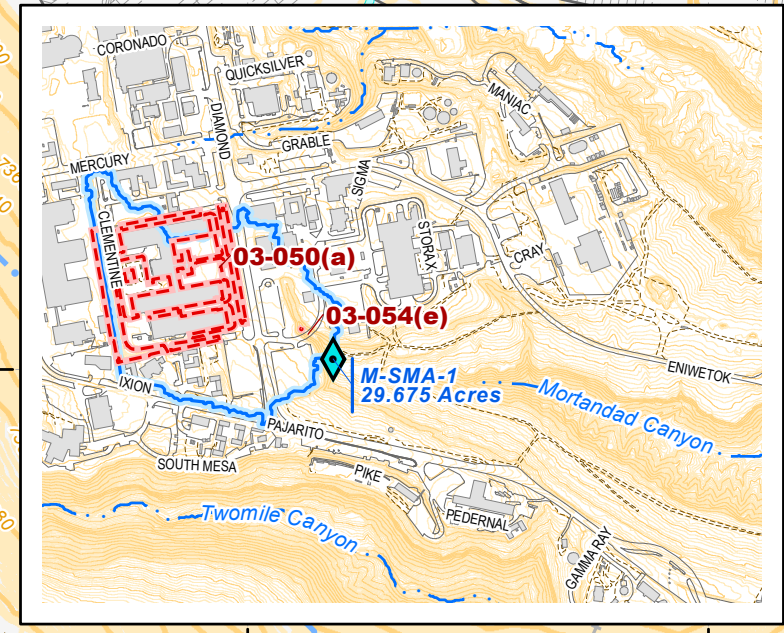 CORONADO
QUICKSILVER
MANIAC
DIAMOND
GRABLE
MERCURY
SIGMA
CLEMENTINE
STORAX
03-050(a)
CRAY
03-054(e)
ENIWETOK
M-SMA-1
29.675 Acres
IXION
Mortandad Canyon
PAJARITO
SOUTH MESA
PIKE
Twomile Canyon
PEDERNAL
GAMMA RAY